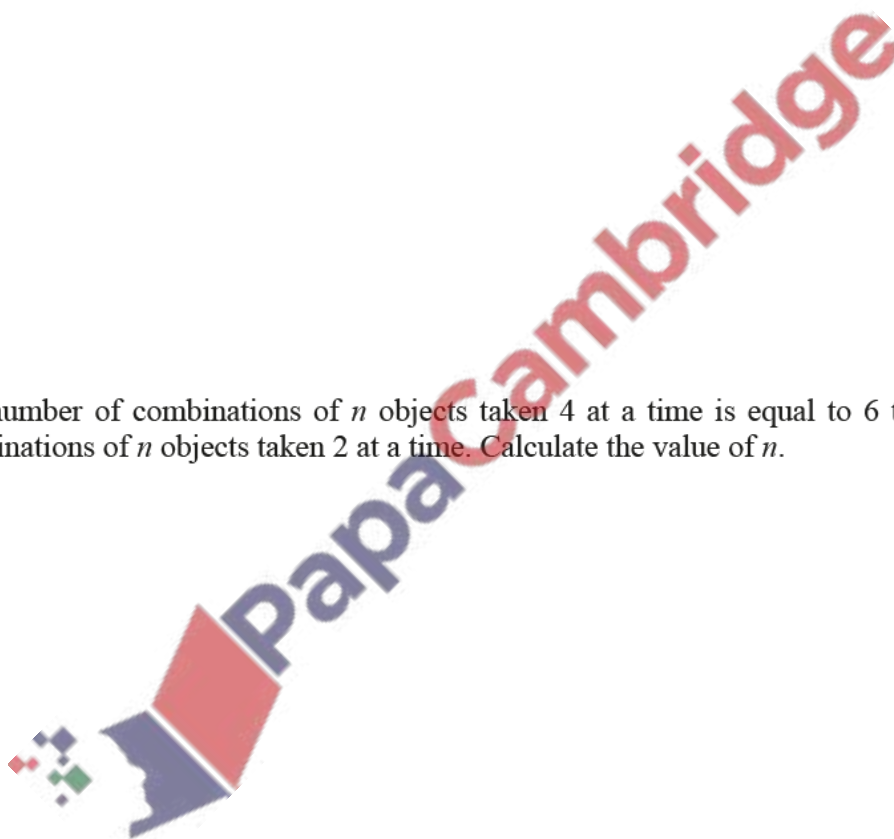 number of combinations of n objects taken 4 at a time is equal to 6
inations of n objects taken 2 at a time. Calculate the value of n.
PapaCambridge